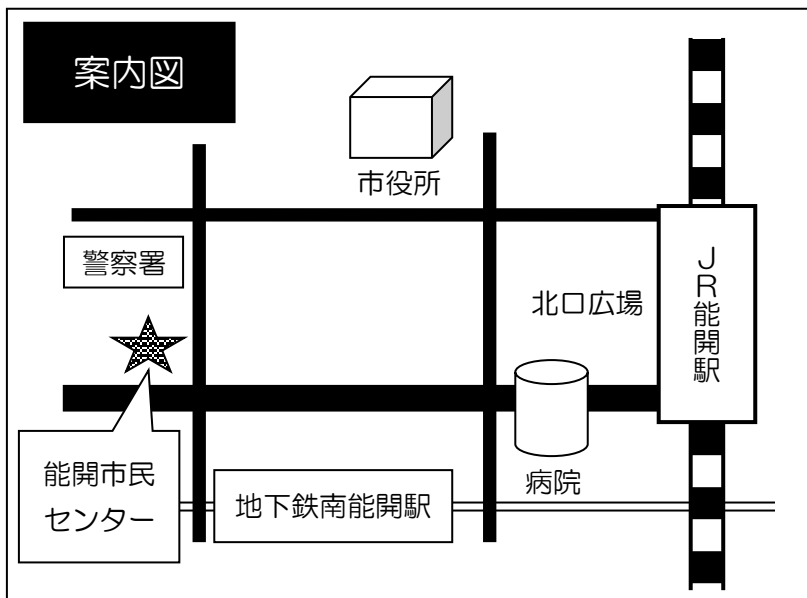 案内図
市役所
警察署
北口広場
JR能開駅
能開市民
センター
地下鉄南能開駅
病院